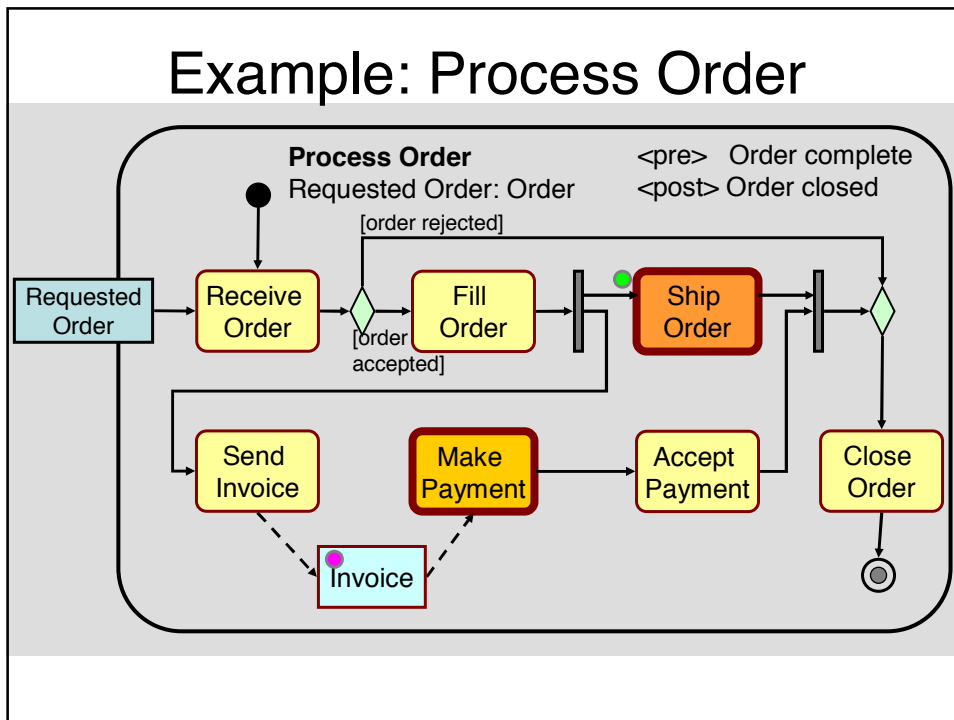 Example: Process Order
Process Order
<pre> Order complete
Requested Order: Order
<post> Order closed
[order rejected]
Requested
Order
Receive
Order
Fill
Order
Ship
Order
[order
accepted]
Send
Invoice
Make
Payment
Accept
Payment
Close
Order
Invoice